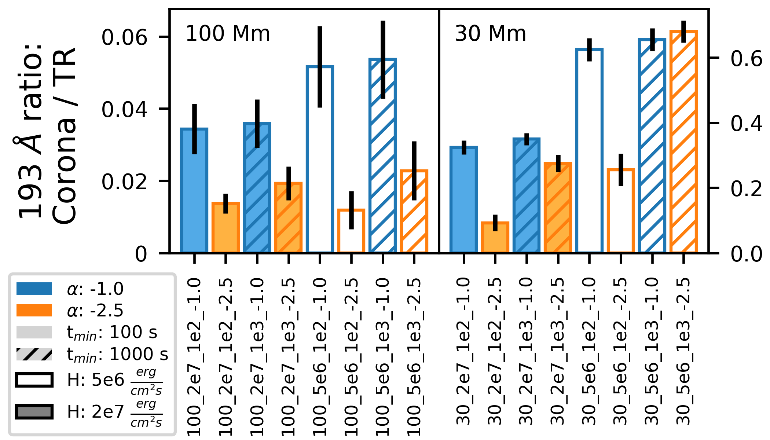 193 Å ratio:
Corona / TR
0.06
0.04
0.02
0
100 Mm
30 Mm
0.6
0.4
0.2
0.0
100_2e7_1e2_-1.0
100_2e7_1e2_-2.5
100_2e7_1e3_-1.0
100_2e7_1e3_-2.5
100_5e6_1e2_-1.0
100_5e6_1e2_-2.5
100_5e6_1e3_-1.0
100_5e6_1e3_-2.5
30_2e7_1e2_-1.0
30_2e7_1e2_-2.5
30_2e7_1e3_-1.0
30_2e7_1e3_-2.5
30_5e6_1e2_-1.0
30_5e6_1e2_-2.5
30_5e6_1e3_-1.0
30_5e6_1e3_-2.5
α: -1.0
α: -2.5
t_min: 100 s
t_min: 1000 s
H: 5e6 erg/cm²s
H: 2e7 erg/cm²s